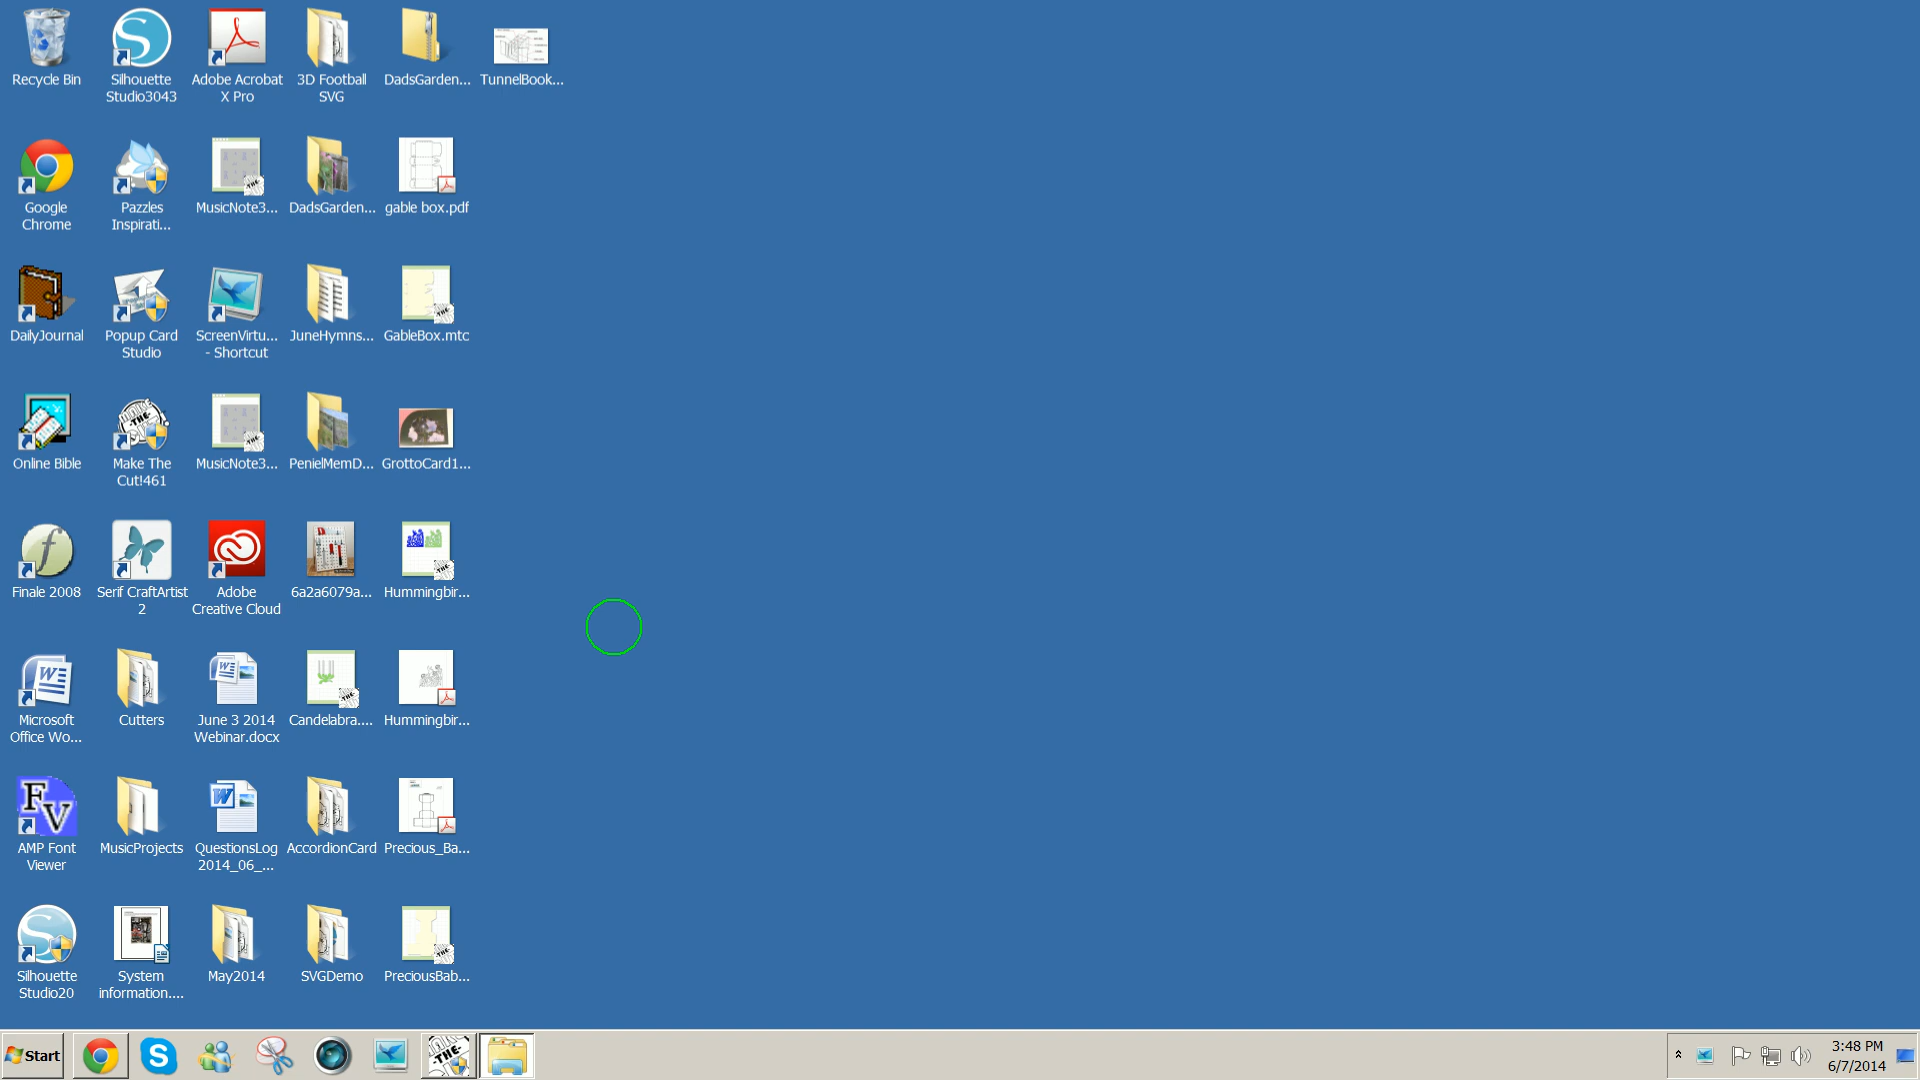 Recycle Bin
Silhouette
Studio3043
Adobe Acrobat
X Pro
3D Football
SVG
DadsGarden...
TunnelBook...
Google
Chrome
Pazzles
Inspirati...
MusicNote3...
DadsGarden...
gable box.pdf
DailyJournal
Popup Card
Studio
ScreenVirtu...
- Shortcut
JuneHymns...
GableBox.mtc
Online Bible
Make The
Cut!461
MusicNote3...
PenielMemD...
GrottoCard1...
Finale 2008
Serif CraftArtist
2
Adobe
Creative Cloud
6a2a6079a...
Hummingbir...
Microsoft
Office Wo...
Cutters
June 3 2014
Webinar.docx
Candelabra....
Hummingbir...
FV
AMP Font
Viewer
MusicProjects
QuestionsLog
2014_06_...
AccordionCard
Precious_Ba...
Silhouette
Studio20
System
information....
May2014
SVGDemo
PreciousBab...
Start
3:48 PM
6/7/2014